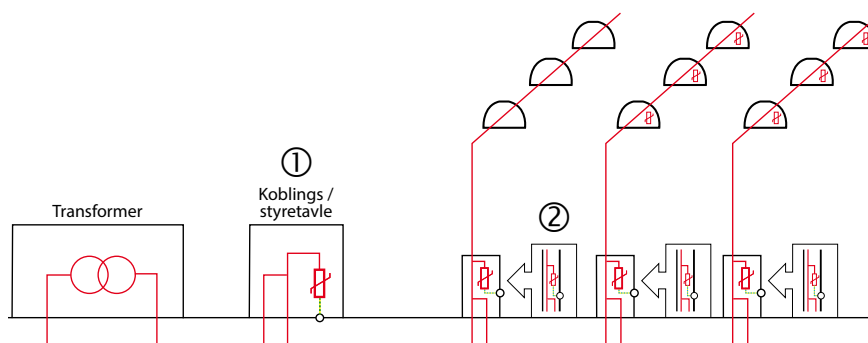 ①
Koblings /
styretavle
Transformer
②